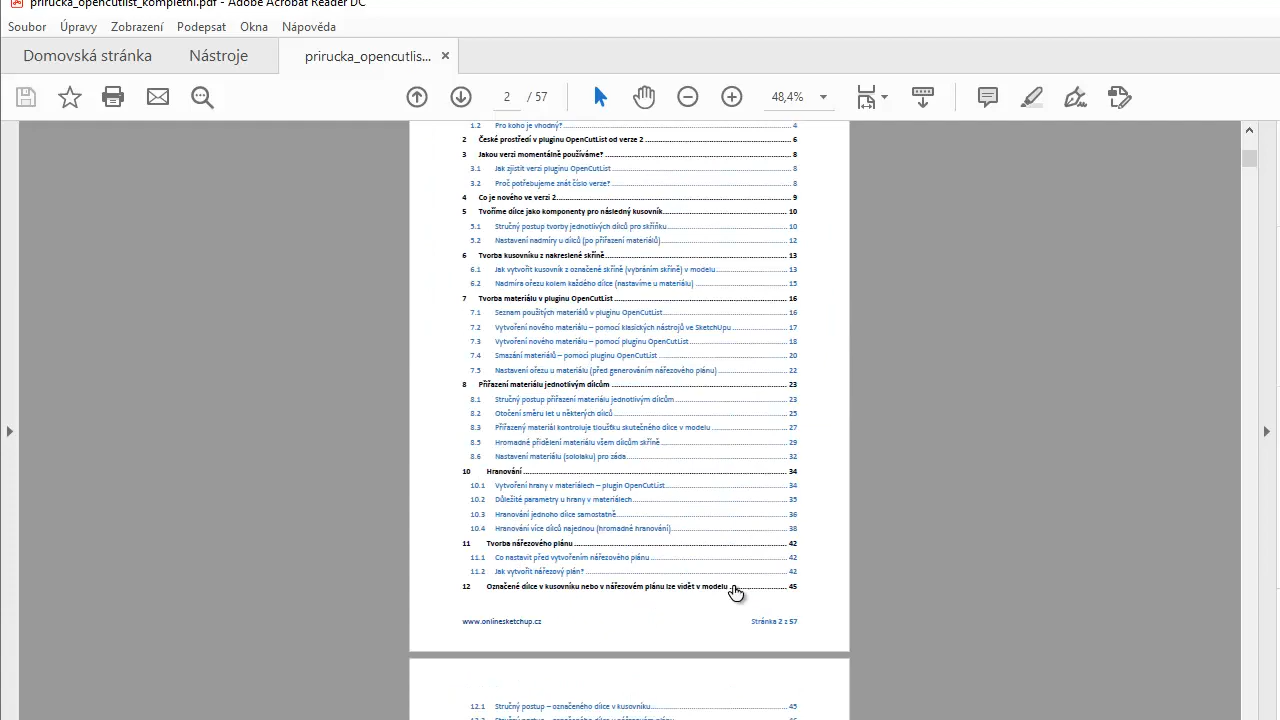 prirucka_opencutlist_kompletni.pdf - Adobe Acrobat Reader DC
Soubor Úpravy Zobrazení Podepsat Okna Nápověda
Domovská stránka Nástroje prirucka_opencutlis... ×
2 / 57 48,4%
1.2 Pro koho je vhodný? 4
2 České prostředí v pluginu OpenCutList od verze 2 6
3 Jakou verzi momentálně používáme? 8
3.1 Jak zjistit verzi pluginu OpenCutList 8
3.2 Proč potřebujeme znát číslo verze? 8
4 Co je nového ve verzi 2 9
5 Tvoříme dílce jako komponenty pro následný kusovník 10
5.1 Stručný postup tvorby jednotlivých dílců pro skříňku 10
5.2 Nastavení nadmíry u dílců (po přiřazení materiálů) 12
6 Tvorba kusovníku z nakreslené skříně 13
6.1 Jak vytvořit kusovník z označené skříně (vybráním skříně) v modelu 13
6.2 Nadmíra ořezu kolem každého dílce (nastavíme u materiálu) 15
7 Tvorba materiálu v pluginu OpenCutList 16
7.1 Seznam použitých materiálů v pluginu OpenCutList 16
7.2 Vytvoření nového materiálu – pomocí klasických nástrojů ve SketchUpu 17
7.3 Vytvoření nového materiálu – pomocí pluginu OpenCutList 18
7.4 Smazání materiálů – pomocí pluginu OpenCutList 20
7.5 Nastavení ořezu u materiálu (před generováním nářezového plánu) 22
8 Přiřazení materiálu jednotlivým dílcům 23
8.1 Stručný postup přiřazení materiálu jednotlivým dílcům 23
8.2 Otočení směru let u některých dílců 25
8.3 Přiřazený materiál kontroluje tloušťku skutečného dílce v modelu 27
8.5 Hromadné přidělení materiálu všem dílcům skříně 29
8.6 Nastavení materiálu (sololaku) pro záda 32
10 Hranování 34
10.1 Vytvoření hrany v materiálech – plugin OpenCutList 34
10.2 Důležité parametry u hrany v materiálech 35
10.3 Hranování jednoho dílce samostatně 36
10.4 Hranování více dílců najednou (hromadné hranování) 38
11 Tvorba nářezového plánu 42
11.1 Co nastavit před vytvořením nářezového plánu 42
11.2 Jak vytvořit nářezový plán? 42
12 Označené dílce v kusovníku nebo v nářezovém plánu lze vidět v modelu 45
www.onlinesketchup.cz Stránka 2 z 57
12.1 Stručný postup – označeného dílce v kusovníku 45